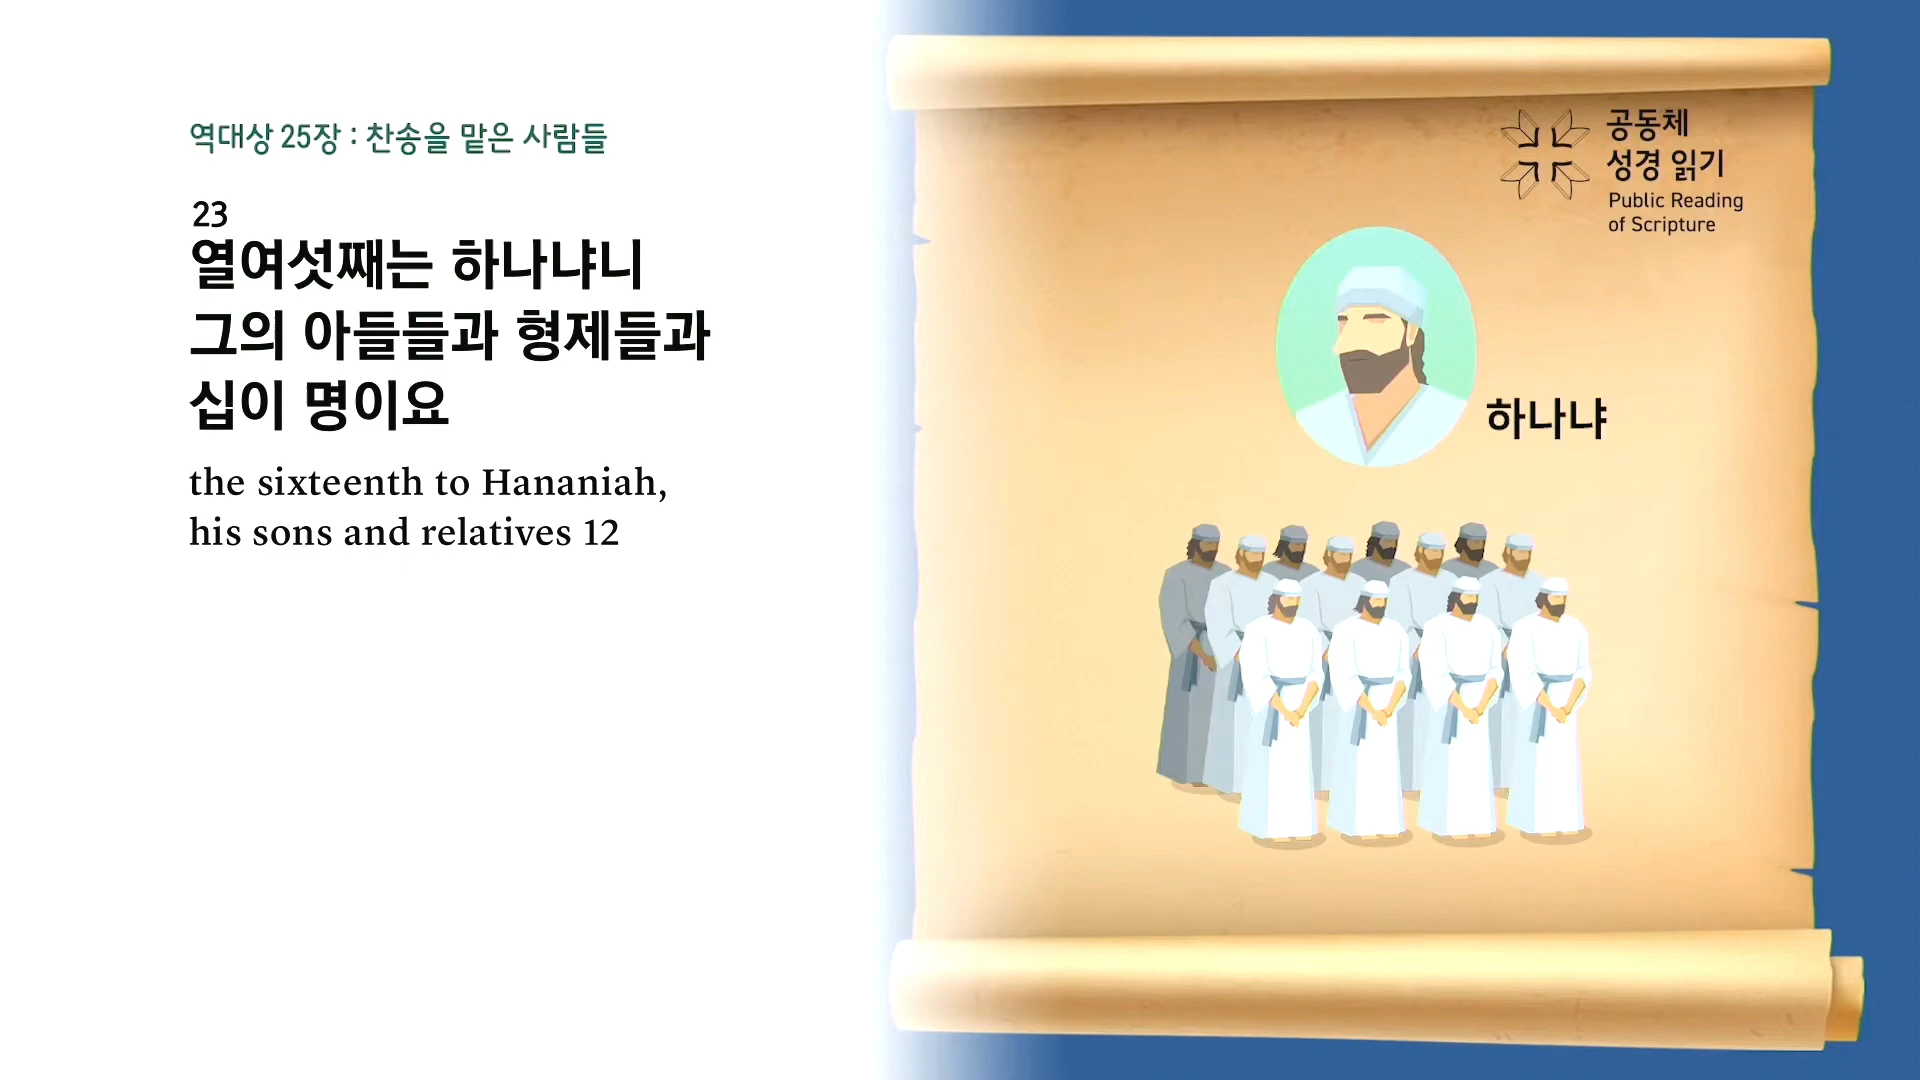 역대상 25장 : 찬송을 맡은 사람들
23
열여섯째는 하나냐니
그의 아들들과 형제들과
십이 명이요
the sixteenth to Hananiah,
his sons and relatives 12
공동체
성경 읽기
Public Reading
of Scripture
하나냐